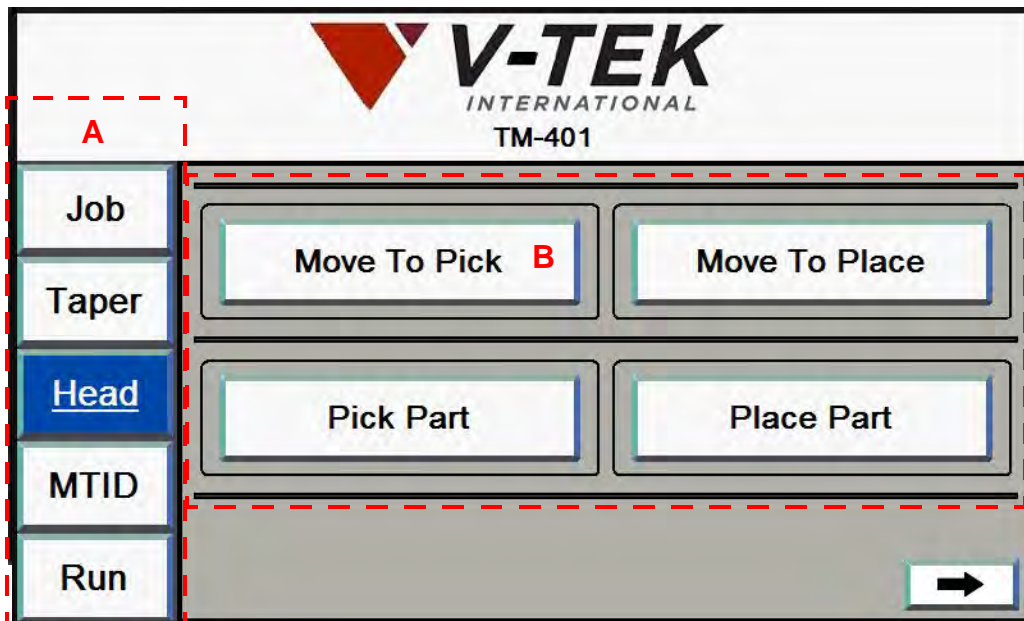 V-TEK
INTERNATIONAL
TM-401
A
Job
Taper
Head
MTID
Run
Move To Pick
B
Move To Place
Pick Part
Place Part